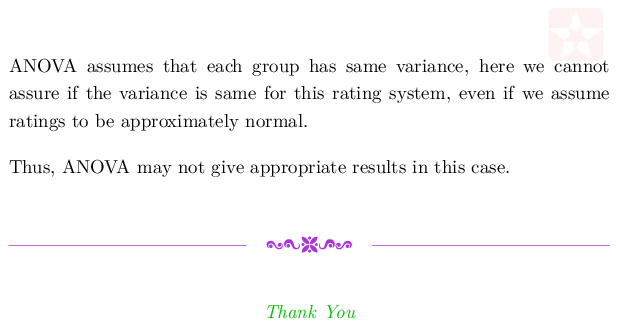 ANOVA assumes that each group has same variance, here we cannot
assure if the variance is same for this rating system, even if we assume
ratings to be approximately normal.
Thus, ANOVA may not give appropriate results in this case.
Thank You